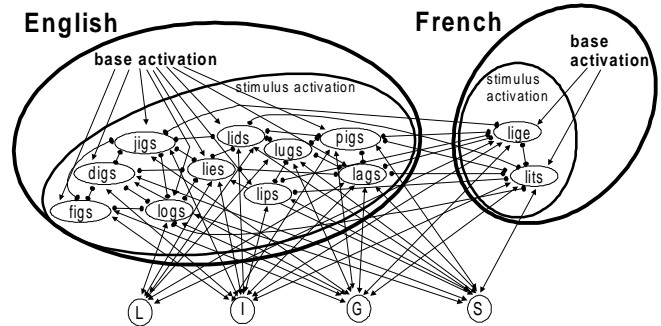 English
French
base activation
base
activation
stimulus activation
stimulus
activation
jigs
lids
lugs
pigs
lige
digs
lies
lags
lits
figs
logs
lips
L
I
G
S